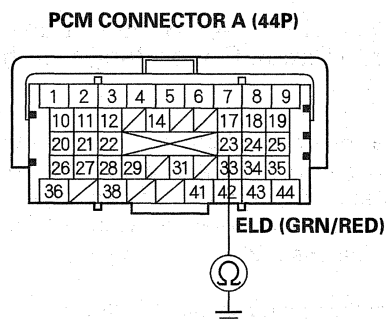 PCM CONNECTOR A (44P)
1 2 3 4 5 6 7 8 9
10 11 12 14 17 18 19
20 21 22 23 24 25
26 27 28 29 31 33 34 35
36 38 41 42 43 44
ELD (GRN/RED)
Ω